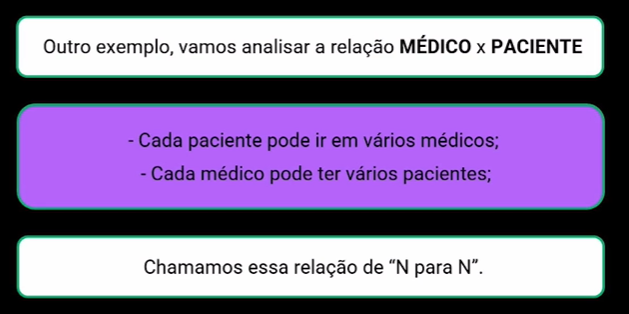 Outro exemplo, vamos analisar a relação MÉDICO x PACIENTE
- Cada paciente pode ir em vários médicos;
- Cada médico pode ter vários pacientes;
Chamamos essa relação de “N para N”.